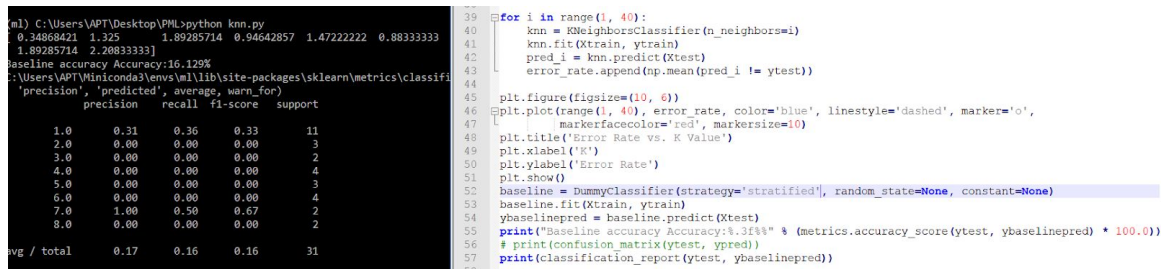 (ml) C:\Users\APT\Desktop\PML>python knn.py
[ 0.34868421 1.325 1.89285714 0.94642857 1.47222222 0.88333333
1.89285714 2.20833333]
Baseline accuracy Accuracy:16.129%
C:\Users\APT\Miniconda3\envs\ml\lib\site-packages\sklearn\metrics\classifi
'precision', 'predicted', average, warn_for)
precision recall f1-score support
1.0 0.31 0.36 0.33 11
2.0 0.00 0.00 0.00 3
3.0 0.00 0.00 0.00 2
4.0 0.00 0.00 0.00 4
5.0 0.00 0.00 0.00 3
6.0 0.00 0.00 0.00 4
7.0 1.00 0.50 0.67 2
8.0 0.00 0.00 0.00 2
avg / total 0.17 0.16 0.16 31
39 for i in range(1, 40):
40 knn = KNeighborsClassifier(n_neighbors=i)
41 knn.fit(Xtrain, ytrain)
42 pred_i = knn.predict(Xtest)
43 error_rate.append(np.mean(pred_i != ytest))
44
45 plt.figure(figsize=(10, 6))
46 plt.plot(range(1, 40), error_rate, color='blue', linestyle='dashed', marker='o',
47 markerfacecolor='red', markersize=10)
48 plt.title('Error Rate vs. K Value')
49 plt.xlabel('K')
50 plt.ylabel('Error Rate')
51 plt.show()
52 baseline = DummyClassifier(strategy='stratified', random_state=None, constant=None)
53 baseline.fit(Xtrain, ytrain)
54 ybaselinepred = baseline.predict(Xtest)
55 print("Baseline accuracy Accuracy:%.3f%%" % (metrics.accuracy_score(ytest, ybaselinepred) * 100.0))
56 # print(confusion_matrix(ytest, ypred))
57 print(classification_report(ytest, ybaselinepred))